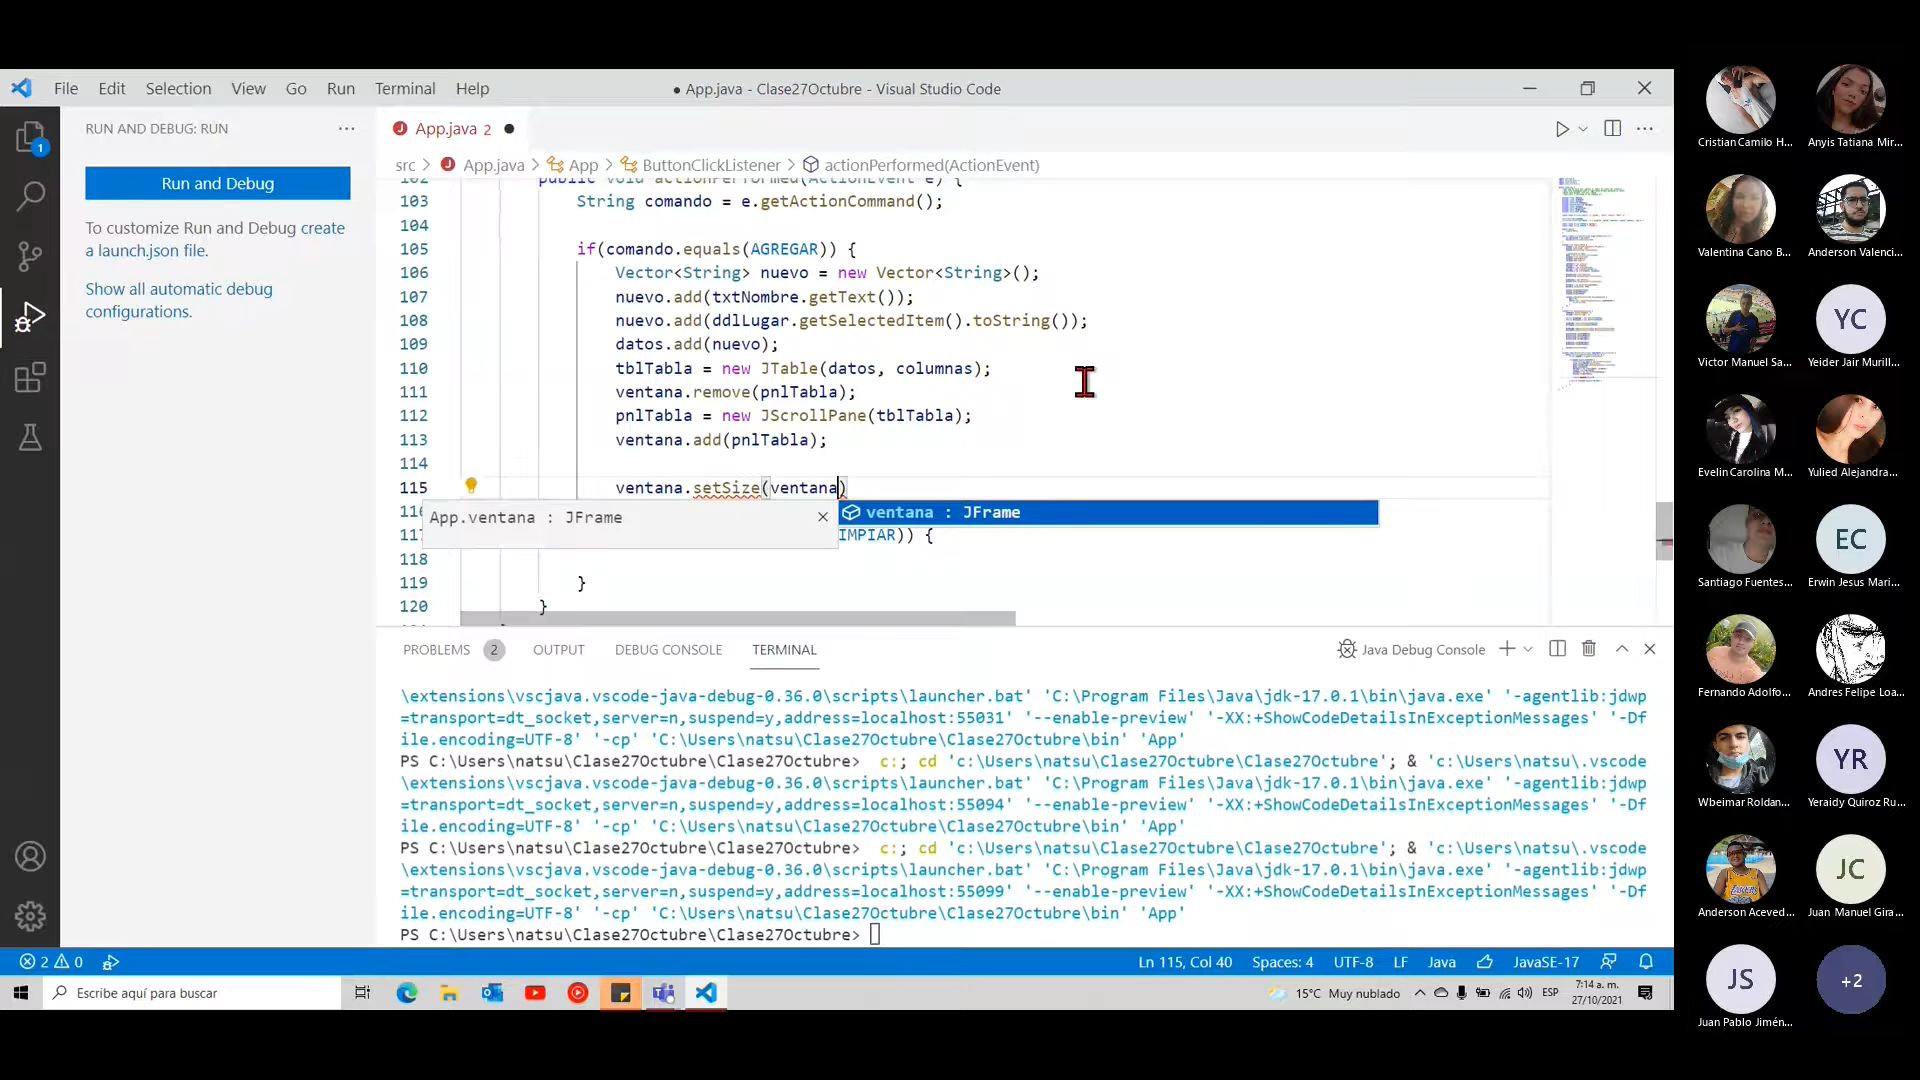 File Edit Selection View Go Run Terminal Help
● App.java - Clase27Octubre - Visual Studio Code
RUN AND DEBUG: RUN
Run and Debug
To customize Run and Debug create
a launch.json file.
Show all automatic debug
configurations.
1
App.java 2
src > App.java > App > ButtonClickListener > actionPerformed(ActionEvent)
102 public void actionPerformed(ActionEvent e) {
103 String comando = e.getActionCommand();
104
105 if(comando.equals(AGREGAR)) {
106 Vector<String> nuevo = new Vector<String>();
107 nuevo.add(txtNombre.getText());
108 nuevo.add(ddlLugar.getSelectedItem().toString());
109 datos.add(nuevo);
110 tblTabla = new JTable(datos, columnas);
111 ventana.remove(pnlTabla);
112 pnlTabla = new JScrollPane(tblTabla);
113 ventana.add(pnlTabla);
114
115 ventana.setSize(ventana)
App.ventana : JFrame
ventana : JFrame
IMPIAR)) {
118
119 }
120 }
PROBLEMS 2 OUTPUT DEBUG CONSOLE TERMINAL
Java Debug Console
\extensions\vscjava.vscode-java-debug-0.36.0\scripts\launcher.bat' 'C:\Program Files\Java\jdk-17.0.1\bin\java.exe' '-agentlib:jdwp
=transport=dt_socket,server=n,suspend=y,address=localhost:55031' '--enable-preview' '-XX:+ShowCodeDetailsInExceptionMessages' '-Df
ile.encoding=UTF-8' '-cp' 'C:\Users\natsu\Clase27Octubre\Clase27Octubre\bin' 'App'
PS C:\Users\natsu\Clase27Octubre\Clase27Octubre> c:; cd 'c:\Users\natsu\Clase27Octubre\Clase27Octubre'; & 'c:\Users\natsu\.vscode
\extensions\vscjava.vscode-java-debug-0.36.0\scripts\launcher.bat' 'C:\Program Files\Java\jdk-17.0.1\bin\java.exe' '-agentlib:jdwp
=transport=dt_socket,server=n,suspend=y,address=localhost:55094' '--enable-preview' '-XX:+ShowCodeDetailsInExceptionMessages' '-Df
ile.encoding=UTF-8' '-cp' 'C:\Users\natsu\Clase27Octubre\Clase27Octubre\bin' 'App'
PS C:\Users\natsu\Clase27Octubre\Clase27Octubre> c:; cd 'c:\Users\natsu\Clase27Octubre\Clase27Octubre'; & 'c:\Users\natsu\.vscode
\extensions\vscjava.vscode-java-debug-0.36.0\scripts\launcher.bat' 'C:\Program Files\Java\jdk-17.0.1\bin\java.exe' '-agentlib:jdwp
=transport=dt_socket,server=n,suspend=y,address=localhost:55099' '--enable-preview' '-XX:+ShowCodeDetailsInExceptionMessages' '-Df
ile.encoding=UTF-8' '-cp' 'C:\Users\natsu\Clase27Octubre\Clase27Octubre\bin' 'App'
PS C:\Users\natsu\Clase27Octubre\Clase27Octubre>
2 0 Ln 115, Col 40 Spaces: 4 UTF-8 LF Java JavaSE-17
Escribe aquí para buscar
15°C Muy nublado
ESP
7:14 a. m.
27/10/2021
Cristian Camilo H... Anyis Tatiana Mir...
Valentina Cano B... Anderson Valenci...
YC
Victor Manuel Sa... Yeider Jair Murill...
Evelin Carolina M... Yulied Alejandra...
EC
Santiago Fuentes... Erwin Jesus Mari...
Fernando Adolfo... Andres Felipe Loa...
YR
Wbeimar Roldan... Yeraidy Quiroz Ru...
JC
Anderson Aceved... Juan Manuel Gira...
JS +2
Juan Pablo Jimén...